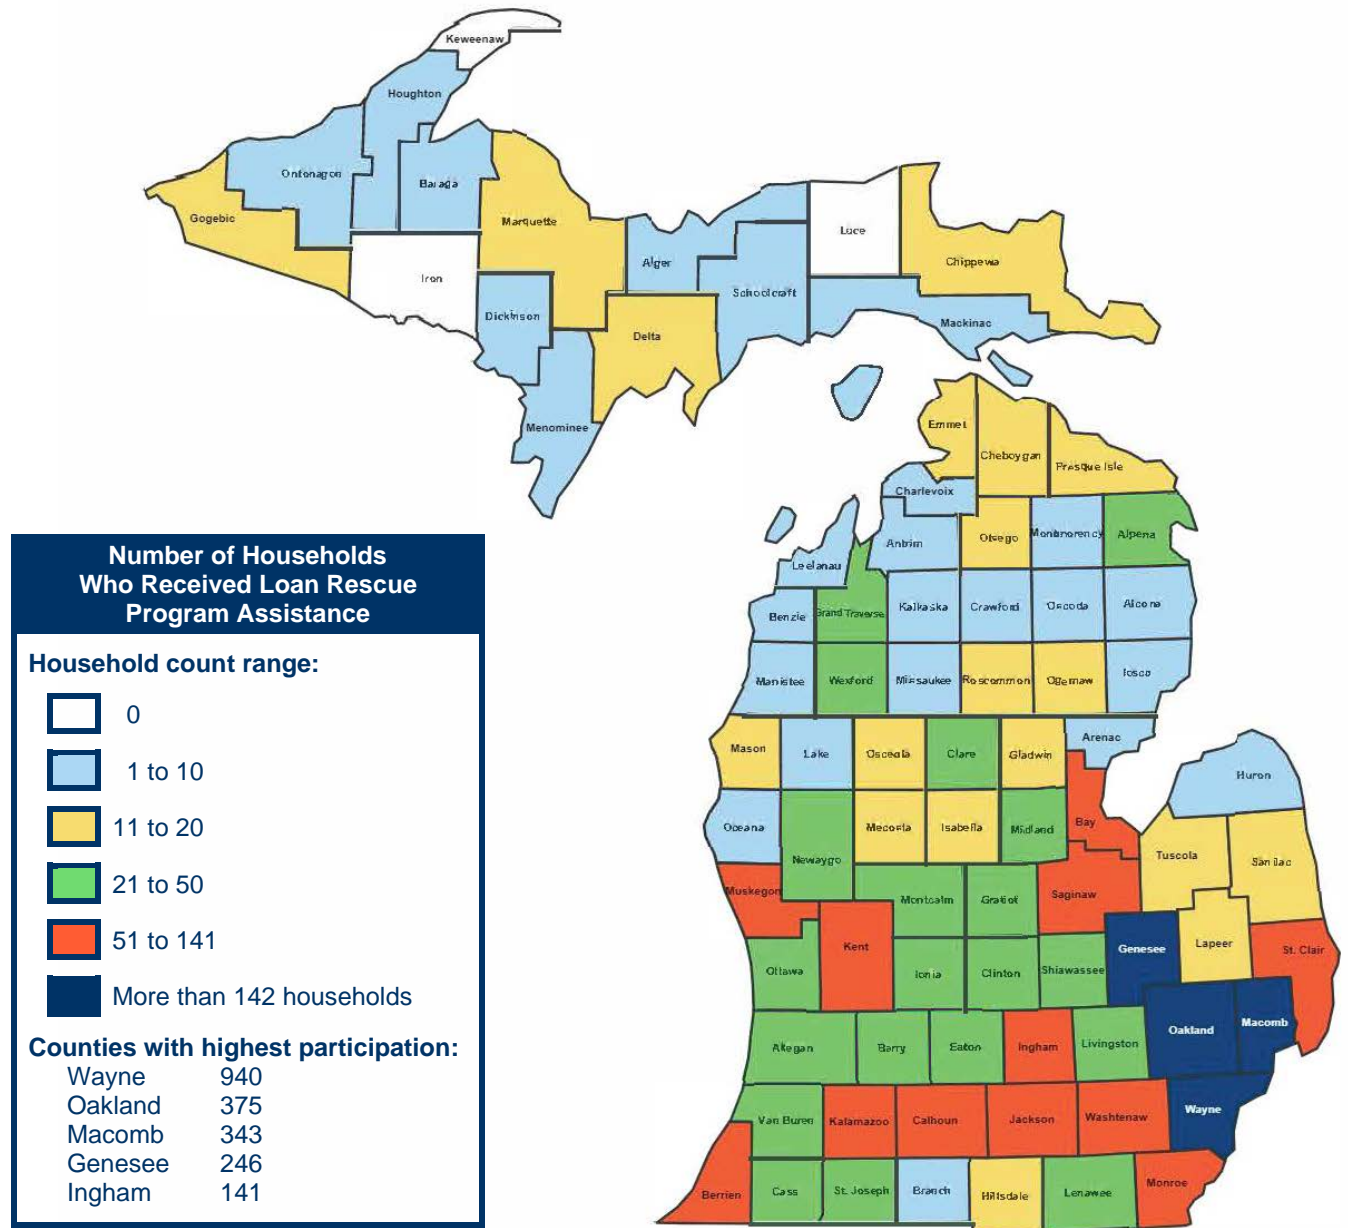 Keweenaw
Houghton
Ontonagon
Baraga
Gogebic
Marquette
Luce
Iron
Alger
Chippewa
Schoolcraft
Dickinson
Mackinac
Delta
Menominee
Emmet
Cheboygan
Presque Isle
Charlevoix
Antrim
Otsego
Montmorency
Alpena
Leelanau
Benzie
Grand Traverse
Kalkaska
Crawford
Oscoda
Alcona
Manistee
Wexford
Missaukee
Roscommon
Ogemaw
Iosco
Mason
Lake
Osceola
Clare
Gladwin
Arenac
Huron
Oceana
Newaygo
Mecosta
Isabella
Midland
Bay
Tuscola
Sanilac
Muskegon
Montcalm
Gratiot
Saginaw
Kent
Ottawa
Ionia
Clinton
Shiawassee
Genesee
Lapeer
St. Clair
Allegan
Barry
Eaton
Ingham
Livingston
Oakland
Macomb
Van Buren
Kalamazoo
Calhoun
Jackson
Washtenaw
Wayne
Berrien
Cass
St. Joseph
Branch
Hillsdale
Lenawee
Monroe
Number of Households
Who Received Loan Rescue
Program Assistance
Household count range:
0
1 to 10
11 to 20
21 to 50
51 to 141
More than 142 households
Counties with highest participation:
Wayne 940
Oakland 375
Macomb 343
Genesee 246
Ingham 141